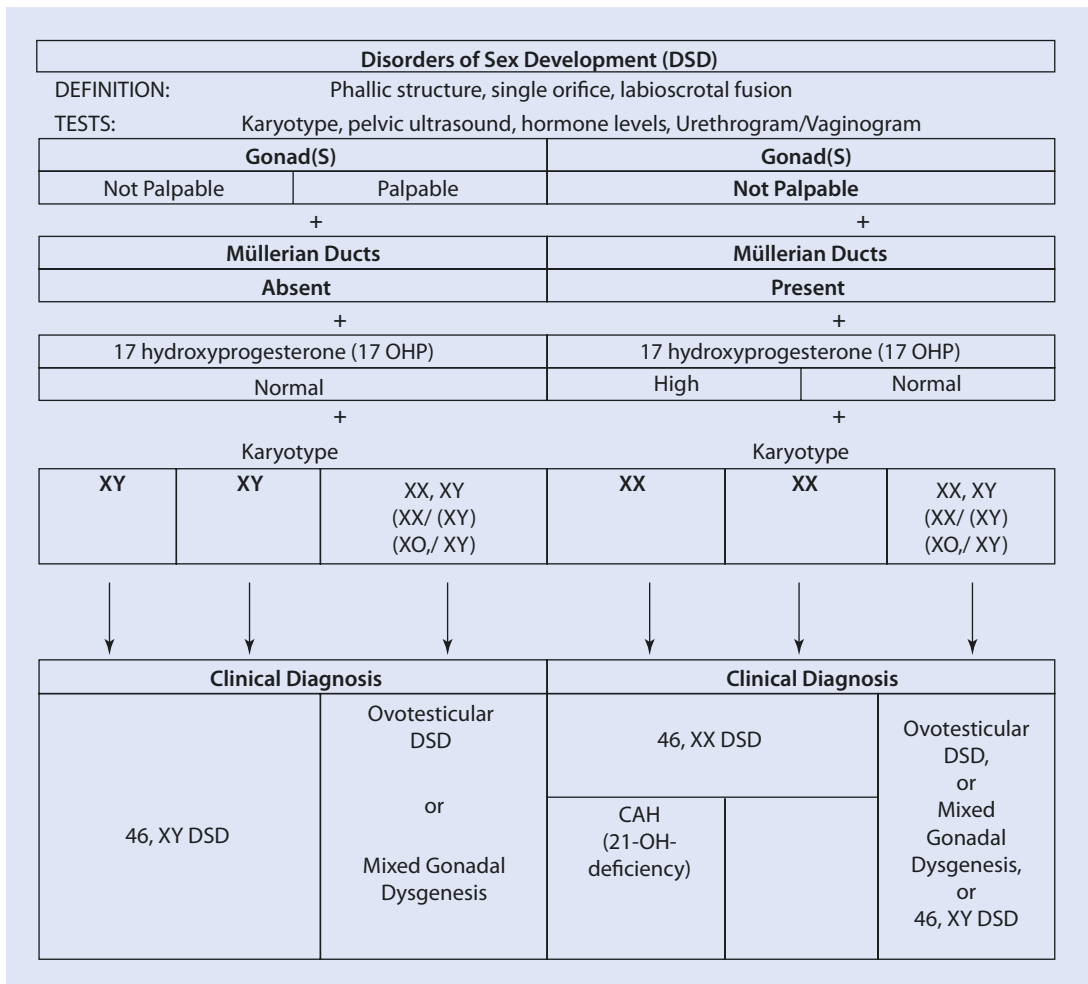 Disorders of Sex Development (DSD)
DEFINITION: Phallic structure, single orifice, labioscrotal fusion
TESTS: Karyotype, pelvic ultrasound, hormone levels, Urethrogram/Vaginogram
Gonad(S) Gonad(S)
Not Palpable Palpable Not Palpable
+ +
Müllerian Ducts Müllerian Ducts
Absent Present
+ +
17 hydroxyprogesterone (17 OHP) 17 hydroxyprogesterone (17 OHP)
Normal High Normal
+ +
Karyotype Karyotype
XY XY XX, XY XX XX XX, XY
(XX/ (XY) (XX/ (XY)
(XO,/ XY) (XO,/ XY)
Clinical Diagnosis Clinical Diagnosis
46, XY DSD
Ovotesticular
DSD
or
Mixed Gonadal
Dysgenesis
46, XX DSD
CAH
(21-OH-
deficiency)
Ovotesticular
DSD,
or
Mixed
Gonadal
Dysgenesis,
or
46, XY DSD